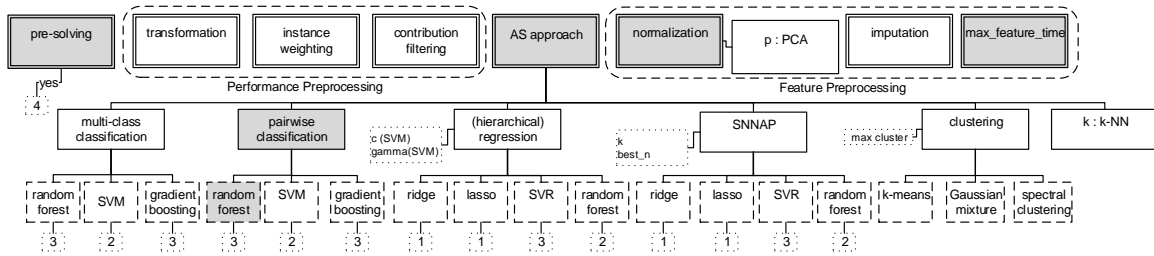 pre-solving
transformation
instance
weighting
contribution
filtering
AS approach
normalization
p : PCA
imputation
max_feature_time
yes
4
Performance Preprocessing
Feature Preprocessing
multi-class
classification
pairwise
classification
(hierarchical)
regression
c (SVM)
gamma(SVM)
SNNAP
k
best_n
clustering
max cluster
k : k-NN
random
forest
SVM
gradient
boosting
random
forest
SVM
gradient
boosting
ridge
lasso
SVR
random
forest
ridge
lasso
SVR
random
forest
k-means
Gaussian
mixture
spectral
clustering
3
2
3
3
2
3
1
1
3
2
1
1
3
2